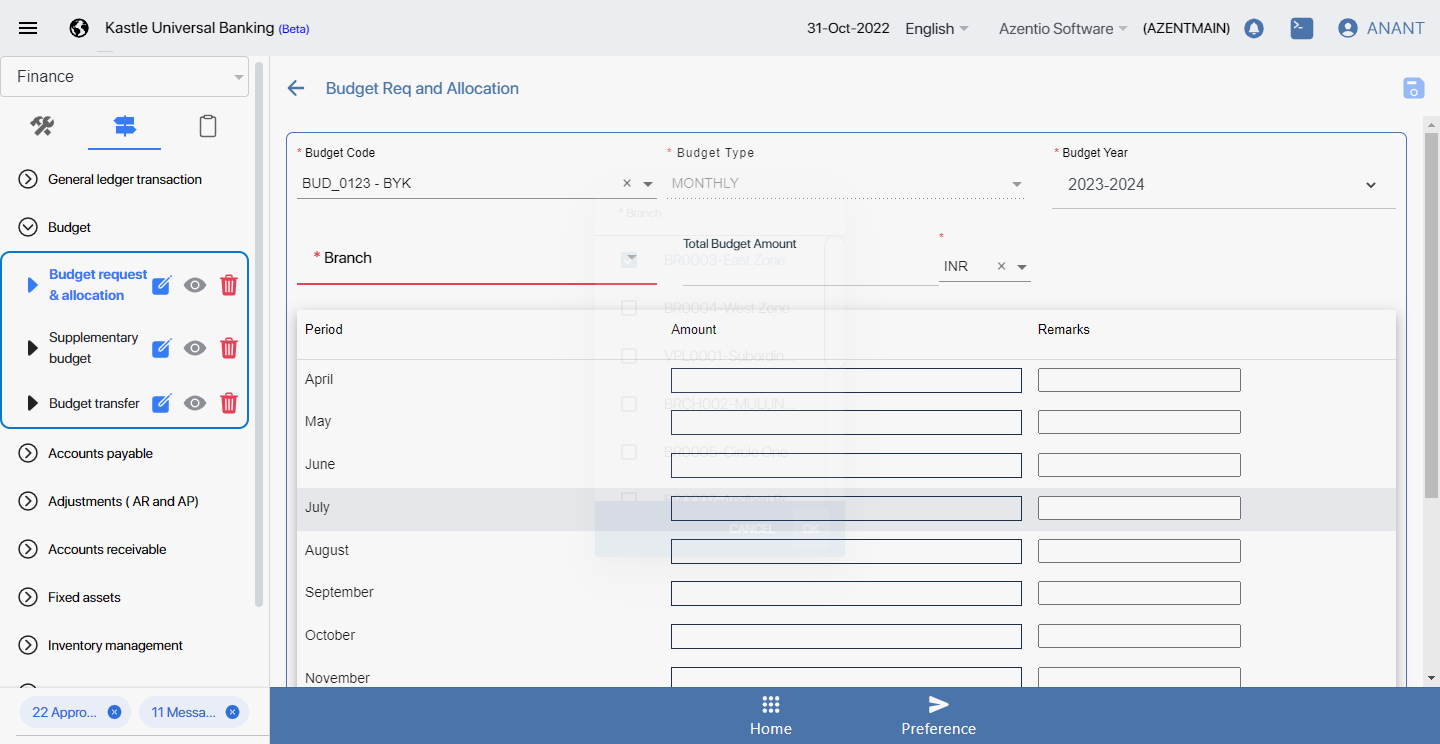 Kastle Universal Banking (Beta)
31-Oct-2022
English
Azentio Software
(AZENTMAIN)
ANANT
Finance
General ledger transaction
Budget
Budget request
& allocation
Supplementary
budget
Budget transfer
Accounts payable
Adjustments ( AR and AP)
Accounts receivable
Fixed assets
Inventory management
22 Appro...
11 Messa...
Budget Req and Allocation
* Budget Code
* Budget Type
* Budget Year
BUD_0123 - BYK
MONTHLY
2023-2024
* Branch
* Branch
Total Budget Amount
*
INR
BR0003-East Zone
BR0004-West Zone
VPL0001-Subordin...
BRCH002-MULUN...
BR0005-Circle One
CANCEL
OK
Period
Amount
Remarks
April
May
June
July
August
September
October
November
Home
Preference